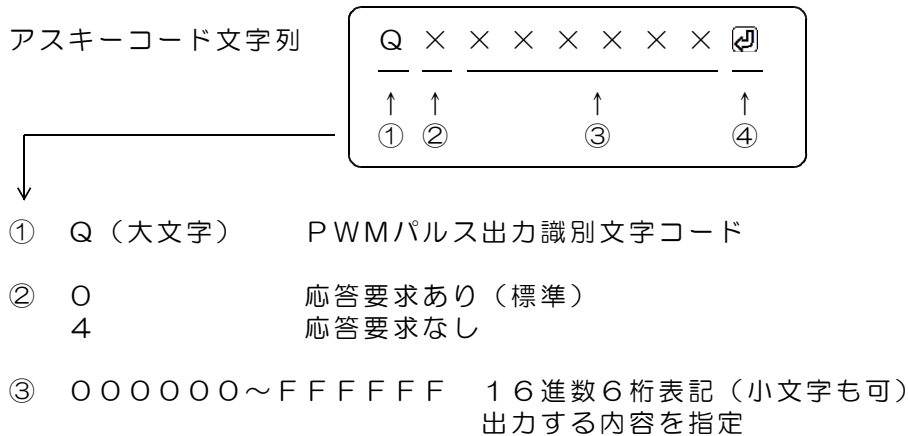 アスキーコード文字列 Q × × × × × × × ↵
↑ ↑ ↑ ↑
① ② ③ ④
① Q（大文字） PWMパルス出力識別文字コード
② 0 応答要求あり（標準）
4 応答要求なし
③ 000000～FFFFFF 16進数6桁表記（小文字も可）
出力する内容を指定